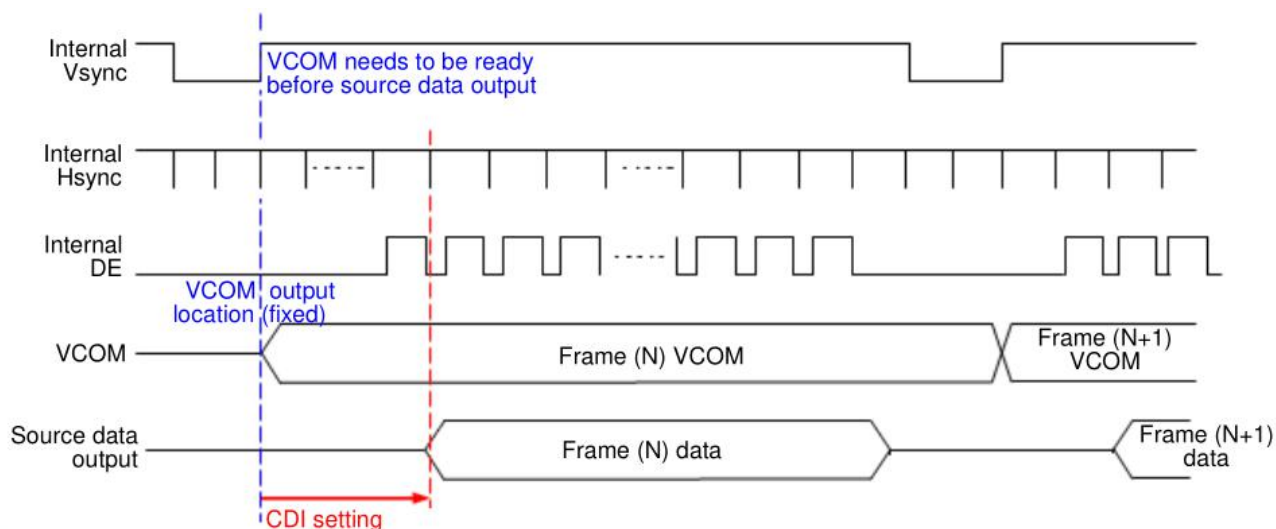 Internal
Vsync
VCOM needs to be ready
before source data output
Internal
Hsync
Internal
DE
VCOM output
location (fixed)
VCOM
Frame (N) VCOM
Frame (N+1)
VCOM
Source data
output
Frame (N) data
Frame (N+1)
data
CDI setting